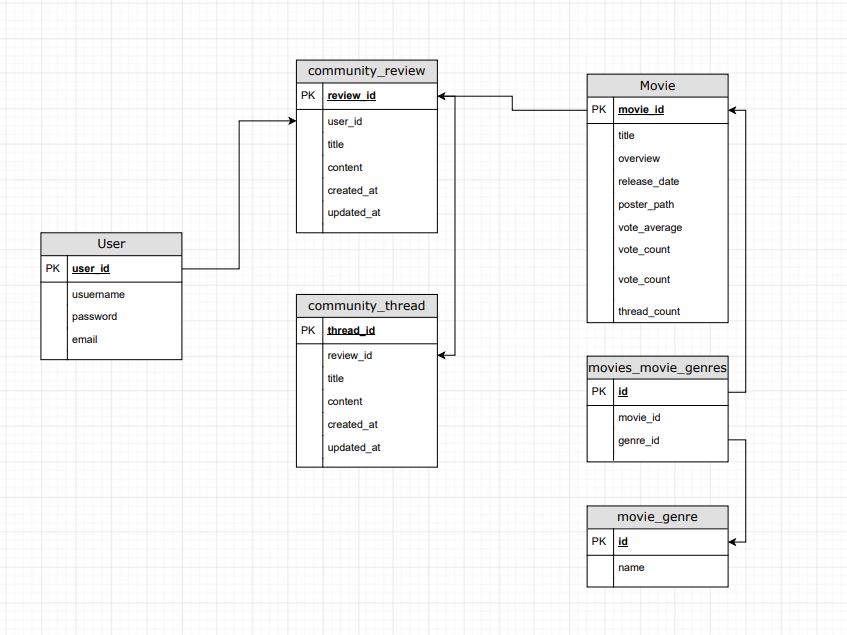 community_review
PK review_id
user_id
title
content
created_at
updated_at
User
PK user_id
usuername
password
email
community_thread
PK thread_id
review_id
title
content
created_at
updated_at
Movie
PK movie_id
title
overview
release_date
poster_path
vote_average
vote_count
vote_count
thread_count
movies_movie_genres
PK id
movie_id
genre_id
movie_genre
PK id
name